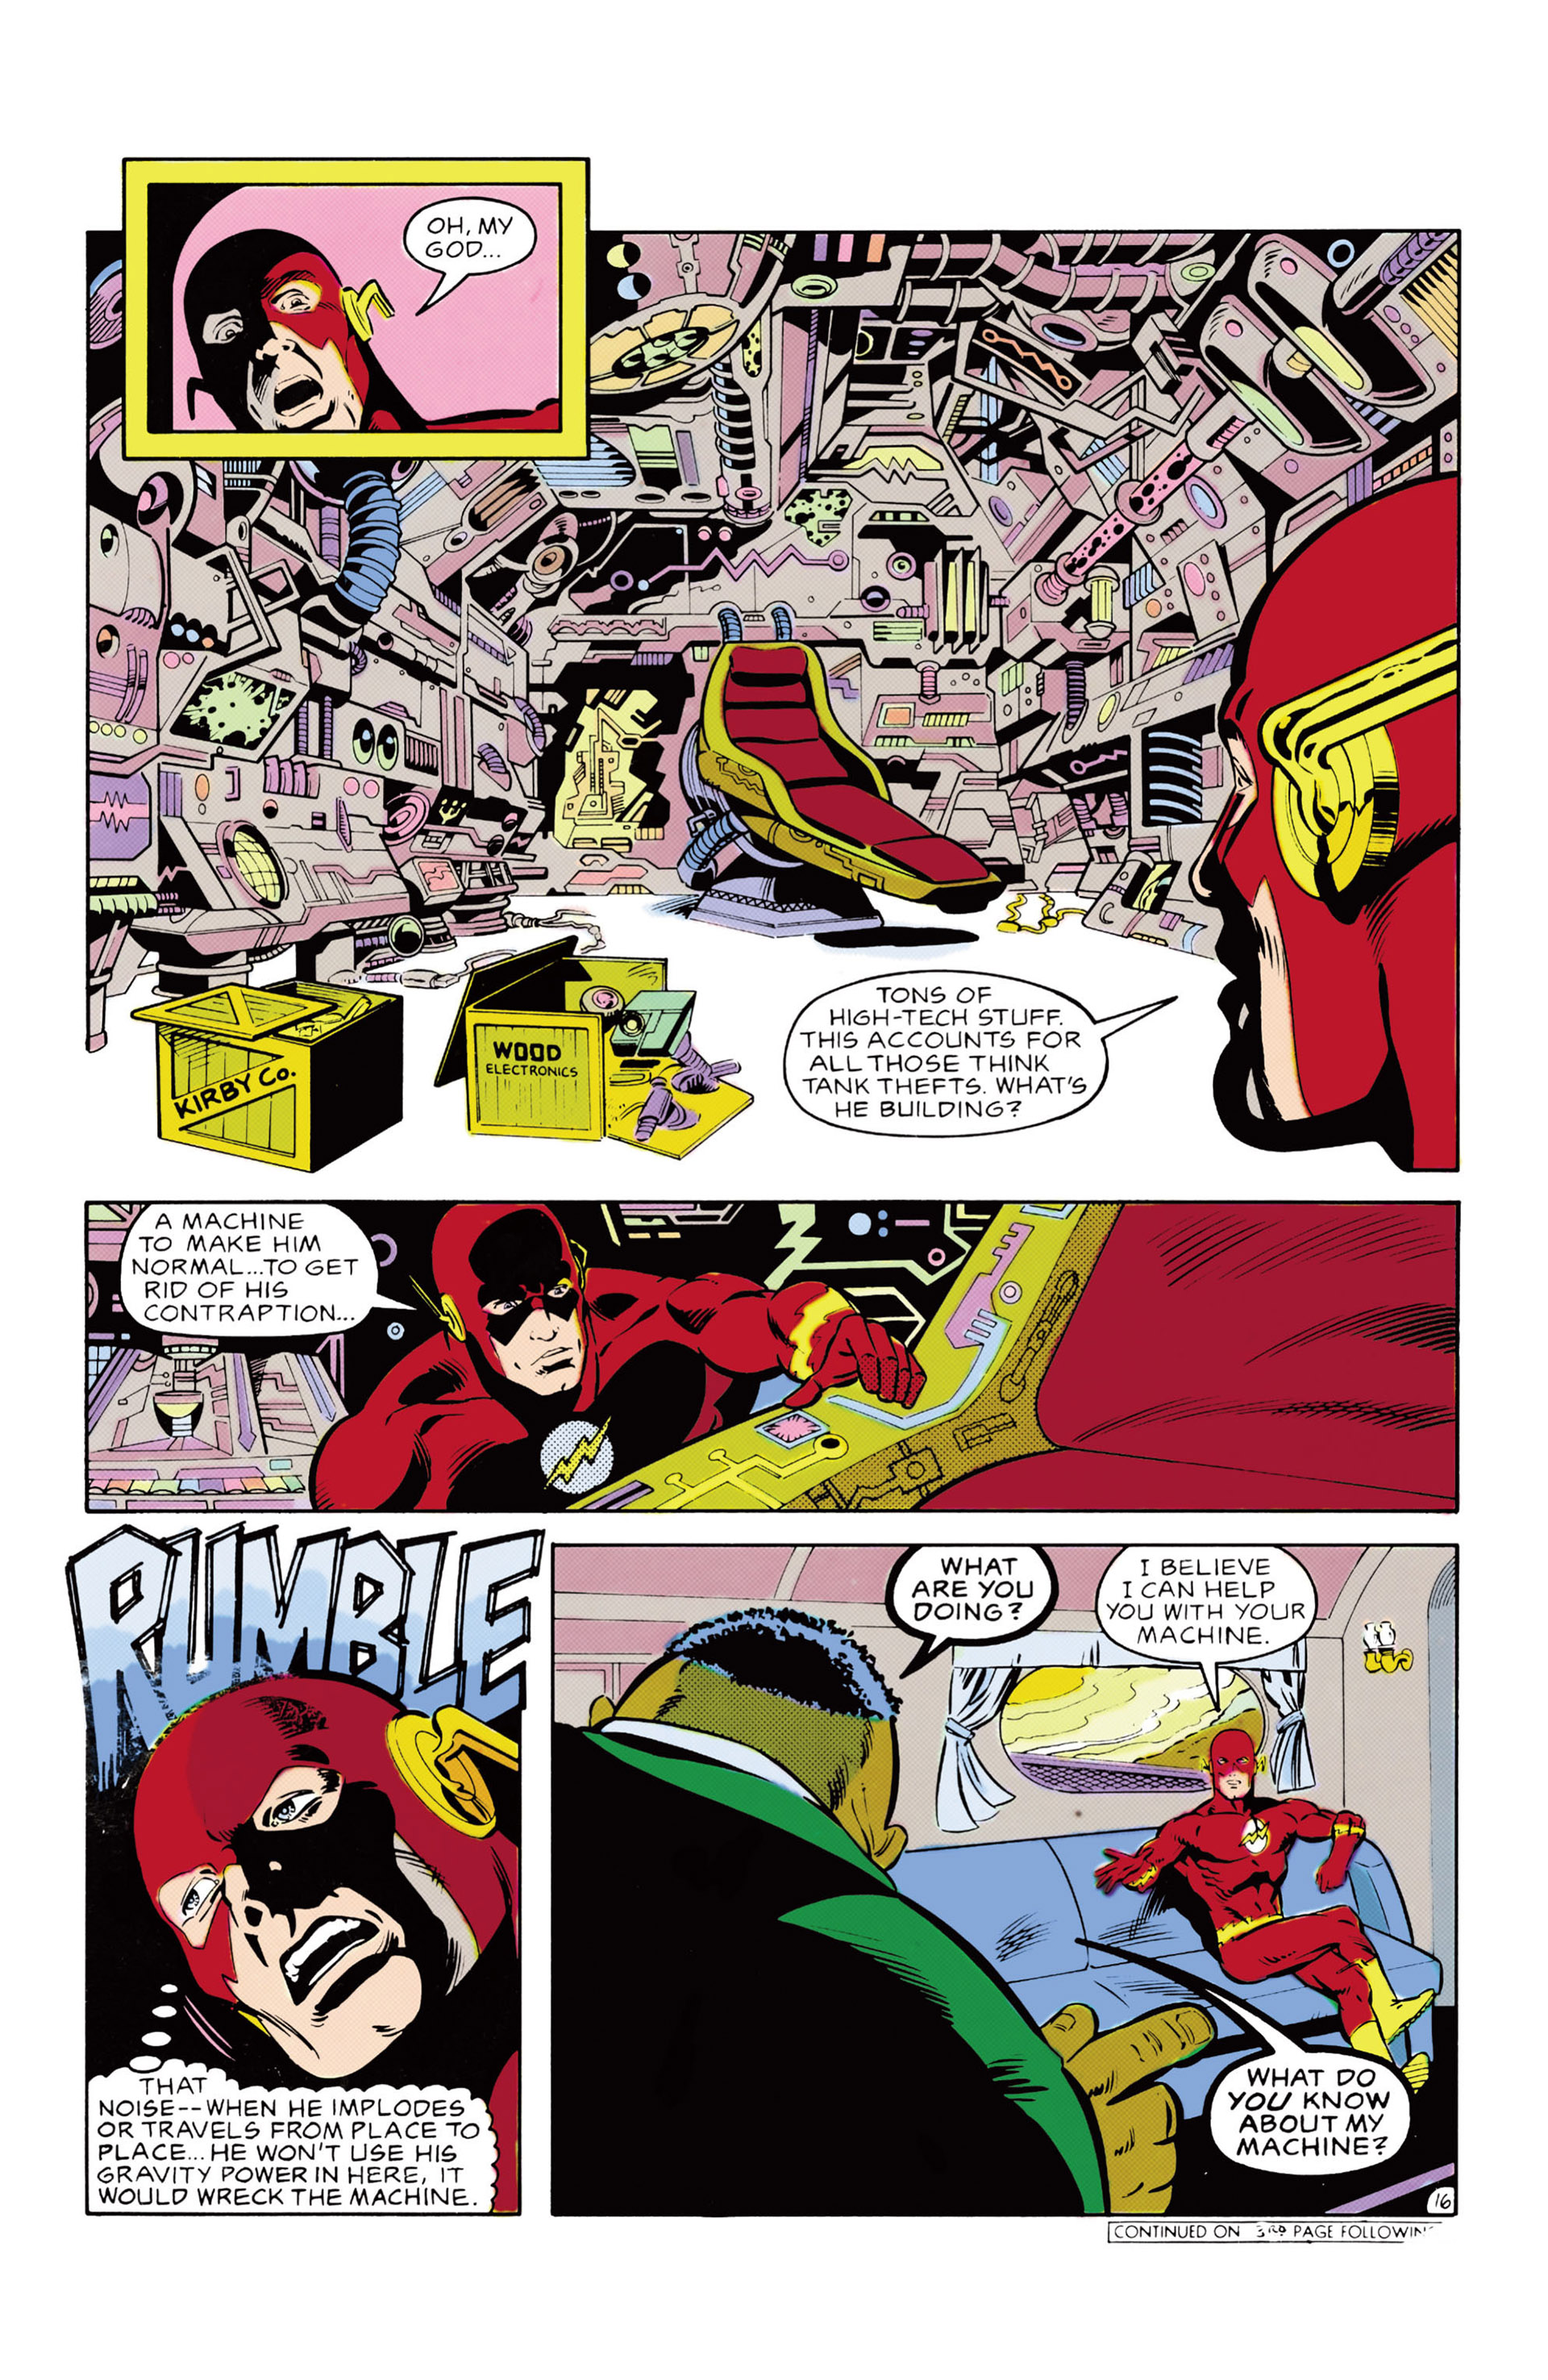 OH, MY
GOD...
KIRBY Co.
WOOD
ELECTRONICS
TONS OF
HIGH-TECH STUFF.
THIS ACCOUNTS FOR
ALL THOSE THINK
TANK THEFTS. WHAT'S
HE BUILDING?
A MACHINE
TO MAKE HIM
NORMAL...TO GET
RID OF HIS
CONTRAPTION...
RUMBLE
THAT
NOISE--WHEN HE IMPLODES
OR TRAVELS FROM PLACE TO
PLACE... HE WON'T USE HIS
GRAVITY POWER IN HERE, IT
WOULD WRECK THE MACHINE.
WHAT
ARE YOU
DOING?
I BELIEVE
I CAN HELP
YOU WITH YOUR
MACHINE.
WHAT DO
YOU KNOW
ABOUT MY
MACHINE?
16
CONTINUED ON 3RD PAGE FOLLOWIN